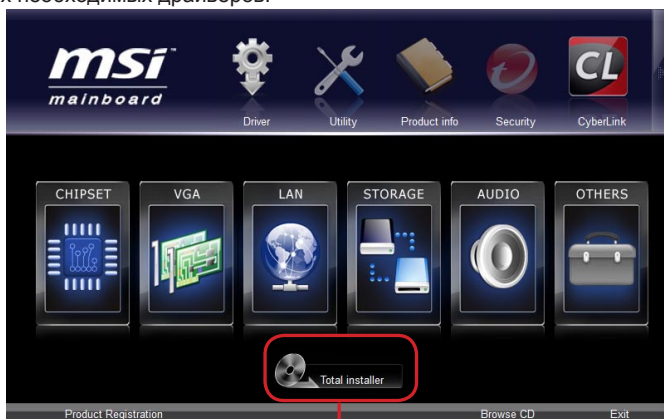 х необходимых драйверов.
msi
mainboard
Driver Utility Product info Security CyberLink
CL
CHIPSET VGA LAN STORAGE AUDIO OTHERS
Total installer
Product Registration Browse CD Exit